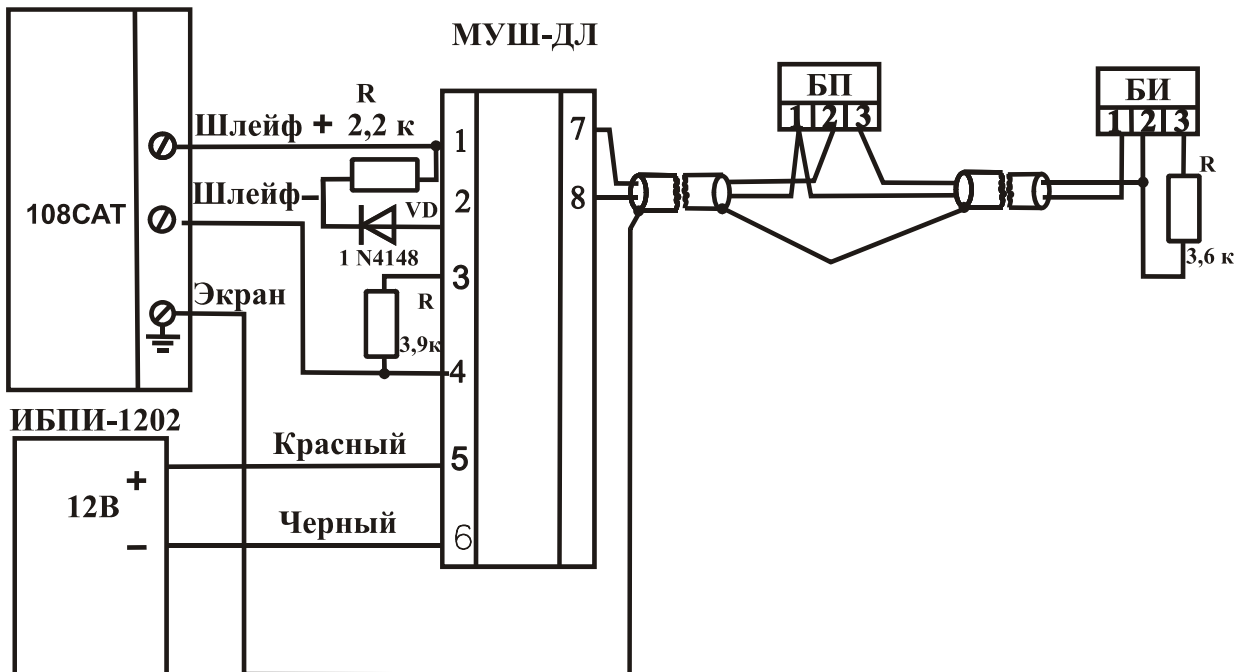 МУШ-ДЛ
108САТ
Шлейф + 2,2 к
R
Шлейф–
VD
1 N4148
Экран
R
3,9к
1
2
3
4
5
6
7
8
БП
1 2 3
БИ
1 2 3
R
3,6 к
ИБПИ-1202
+
12В
–
Красный
Черный